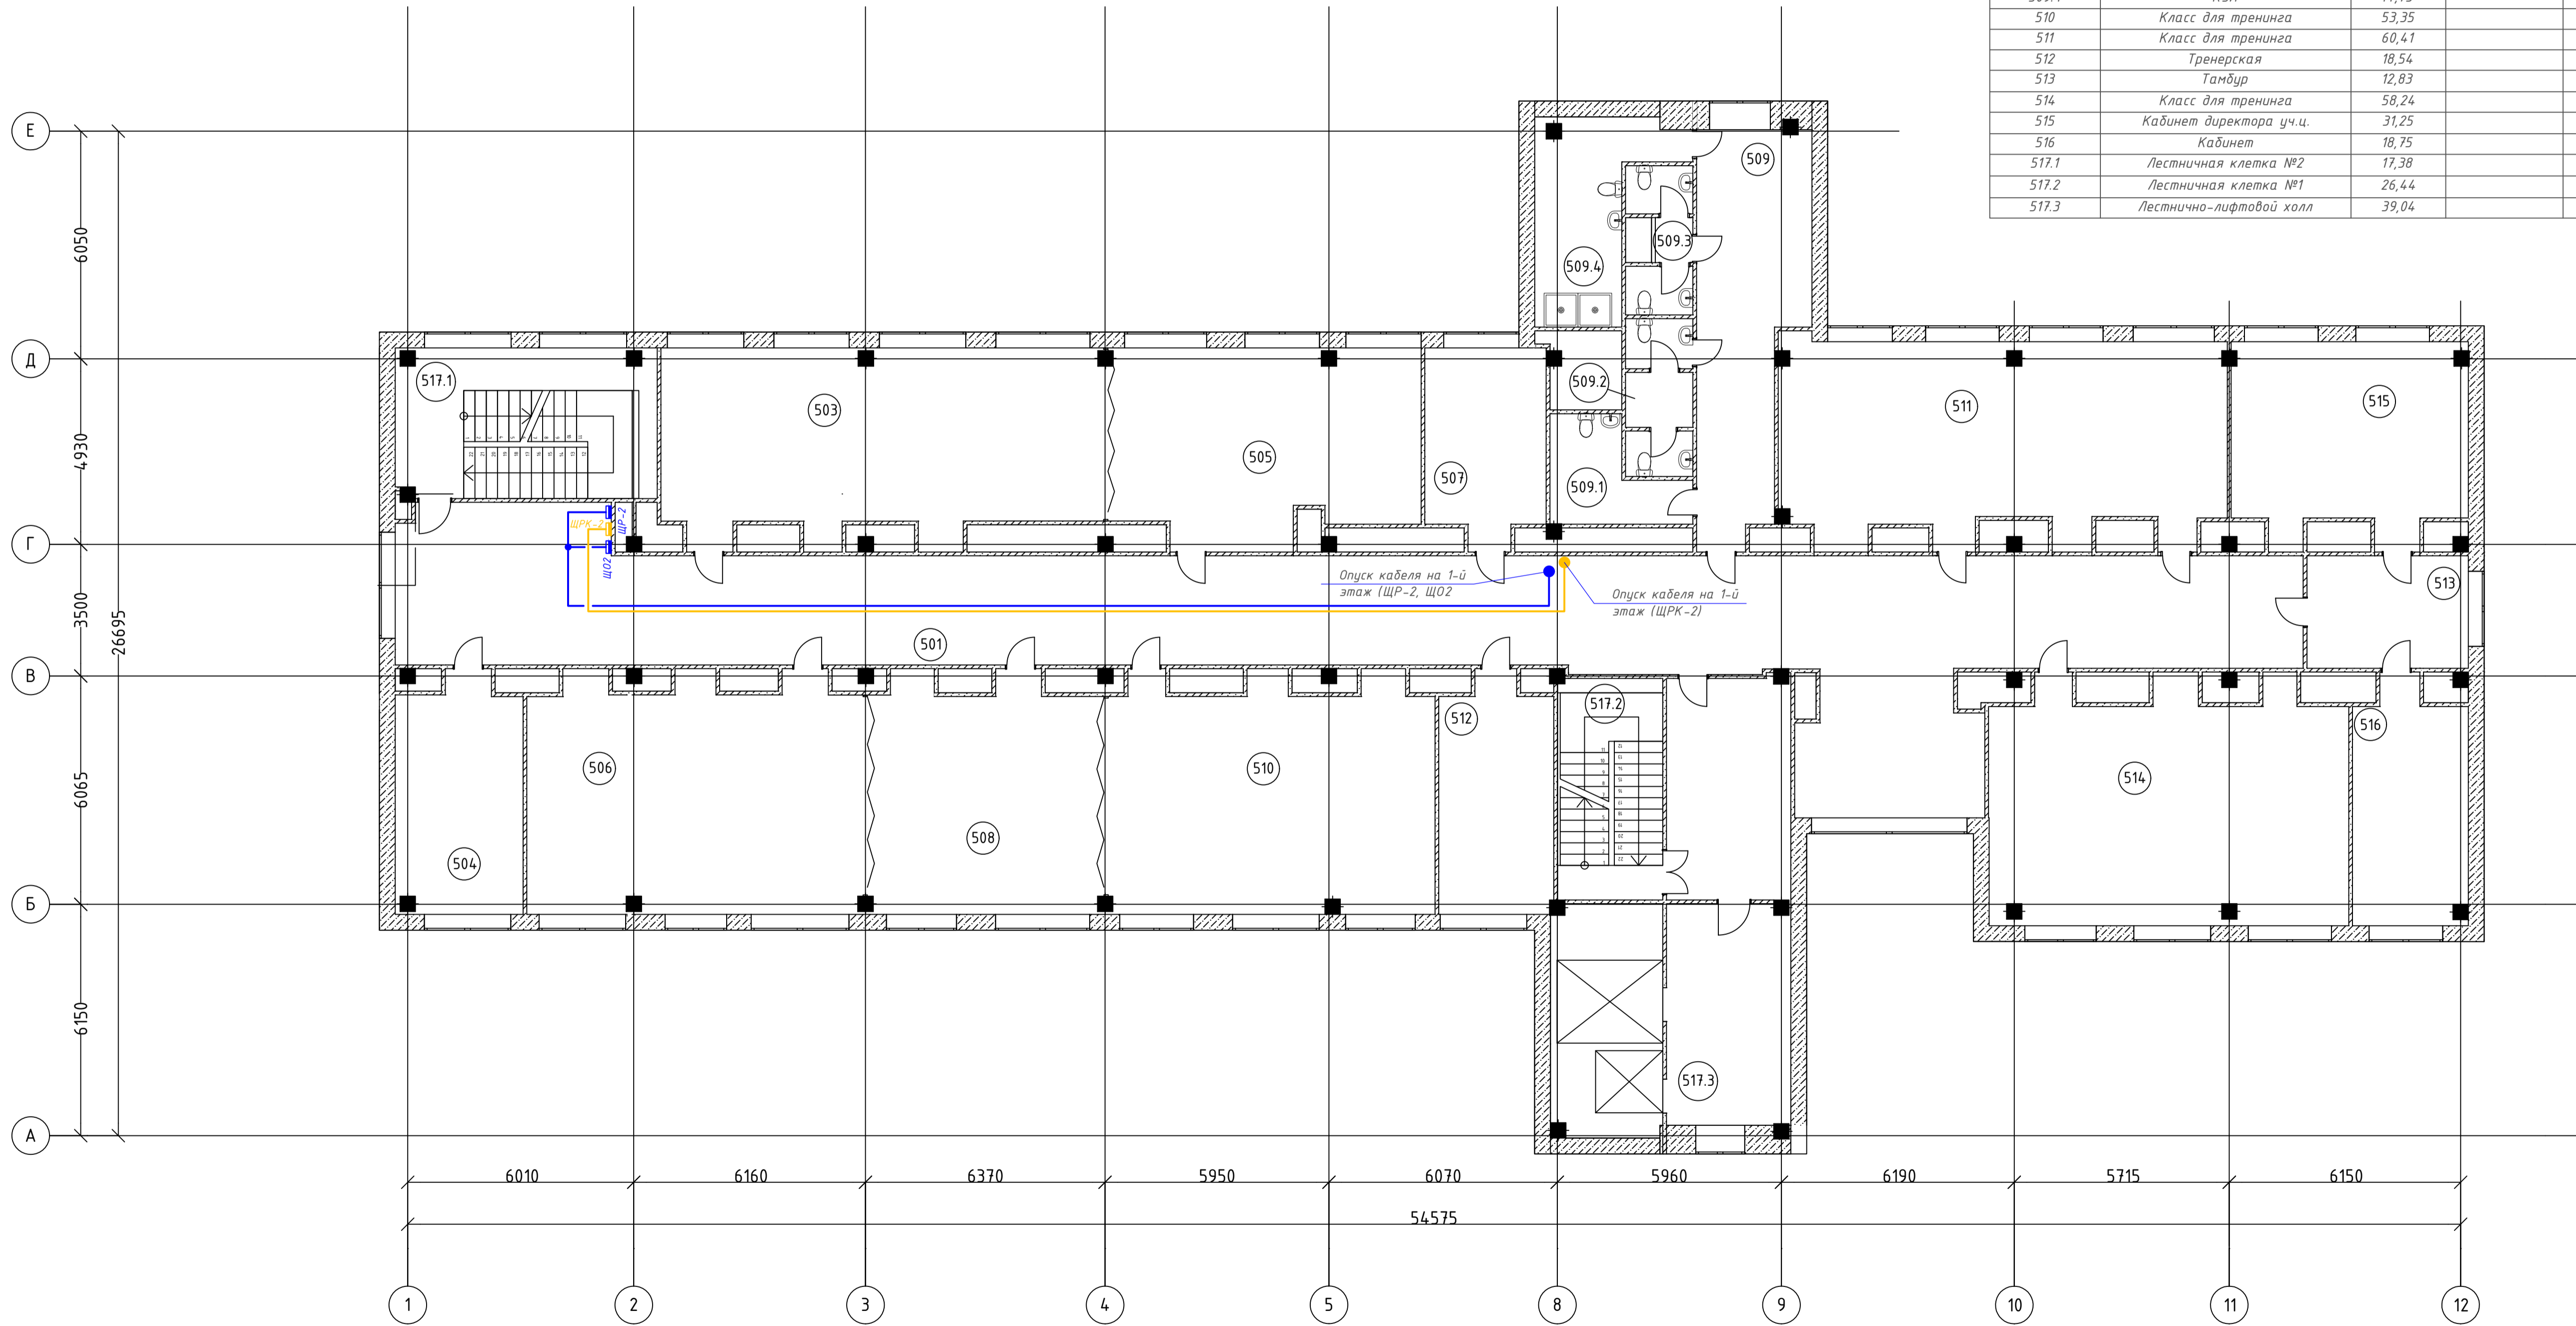 510 Класс для тренинга 53,35
511 Класс для тренинга 60,41
512 Тренерская 18,54
513 Тамбур 12,83
514 Класс для тренинга 58,24
515 Кабинет директора уч.ц. 31,25
516 Кабинет 18,75
517.1 Лестничная клетка №2 17,38
517.2 Лестничная клетка №1 26,44
517.3 Лестнично-лифтовой холл 39,04
Е
509
6050
509.3
509.4
Д
517.1
509.2
503
511
515
4930
505
507
509.1
ЩРК-2
ЩР-2
Г
ЩО2
Опуск кабеля на 1-й
этаж (ЩР-2, ЩО2
Опуск кабеля на 1-й
этаж (ЩРК-2)
513
3500
26695
501
В
517.2
512
516
506
510
514
6065
508
504
Б
6150
517.3
А
6010 6160 6370 5950 6070 5960 6190 5715 6150
54575
1 2 3 4 5 8 9 10 11 12